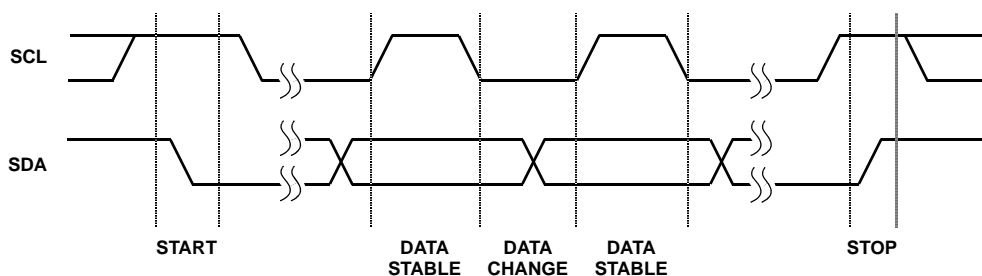 SCL
SDA
START
DATA
STABLE
DATA
CHANGE
DATA
STABLE
STOP